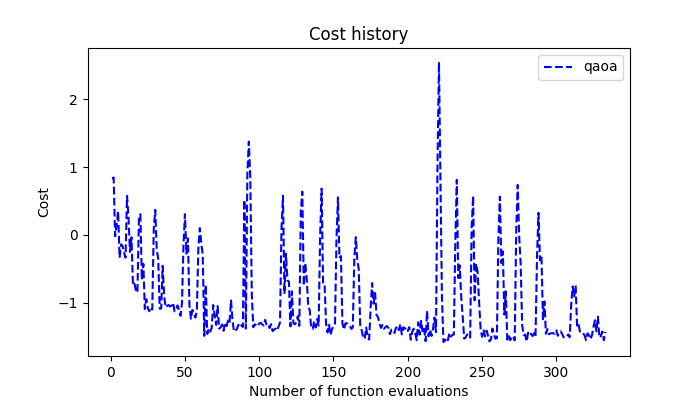 Cost history
qaoa
Cost
2
1
0
−1
0 50 100 150 200 250 300
Number of function evaluations